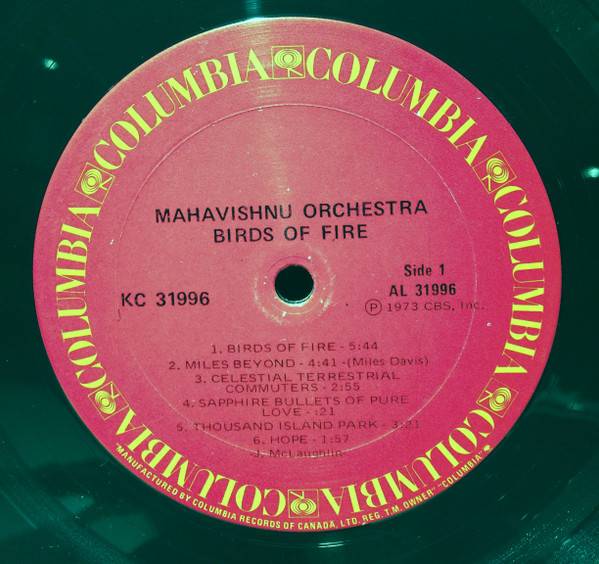 COLUMBIA COLUMBIA COLUMBIA COLUMBIA COLUMBIA COLUMBIA
MAHAVISHNU ORCHESTRA
BIRDS OF FIRE
KC 31996
Side 1
AL 31996
Ⓟ 1973 CBS, Inc.
1. BIRDS OF FIRE - 5:44
2. MILES BEYOND - 4:41 -(Miles Davis)
3. CELESTIAL TERRESTRIAL
COMMUTERS - 2:55
4. SAPPHIRE BULLETS OF PURE
LOVE - :21
5. THOUSAND ISLAND PARK - 3:21
6. HOPE - 1:57
-J. McLaughlin-
"MANUFACTURED BY COLUMBIA RECORDS OF CANADA, LTD. REG. T.M. OWNER" "COLUMBIA"